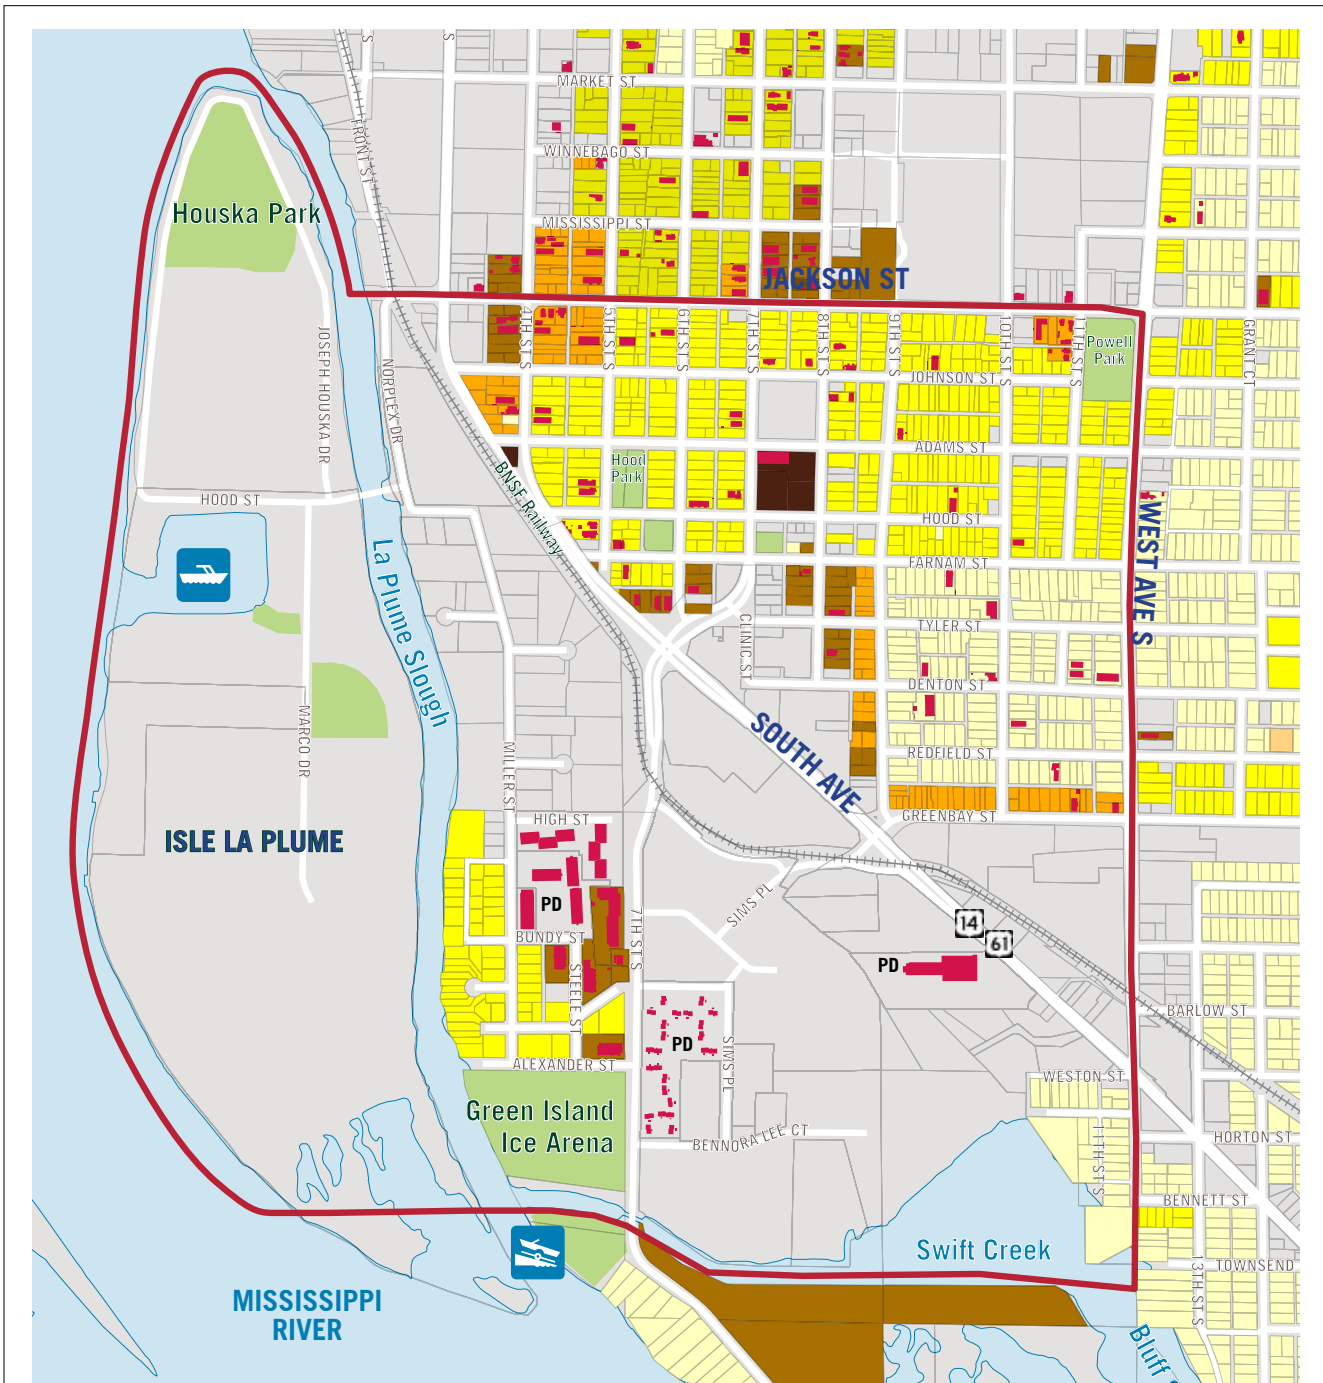 S
S
MARKET ST
FRONT ST
WINNEBAGO ST
Houska Park
MISSISSIPPI ST
JACKSON ST
4TH ST S
5TH ST S
6TH ST S
7TH ST S
8TH ST S
9TH ST S
10TH ST S
11TH ST S
Powell
Park
GRANT CT
JOSEPH HOUSKA DR
NORPLEX DR
JOHNSON ST
ADAMS ST
Hood
Park
BNSF Railway
HOOD ST
HOOD ST
WEST AVE S
La Plume Slough
FARNAM ST
CLINIC ST
TYLER ST
DENTON ST
MARCO DR
SOUTH AVE
MILLER ST
REDFIELD ST
HIGH ST
GREENBAY ST
ISLE LA PLUME
PD
SIMS PL
14
61
BUNDY ST
7TH ST S
STEELE ST
PD
BARLOW ST
PD
SIMS PL
ALEXANDER ST
WESTON ST
Green Island
Ice Arena
BENNORA LEE CT
11TH ST S
HORTON ST
BENNETT ST
Swift Creek
13TH ST S
TOWNSEND
MISSISSIPPI
RIVER
Bluff